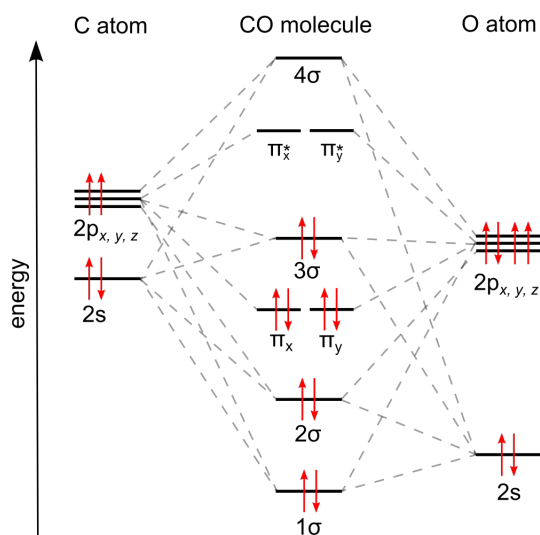 C atom
CO molecule
O atom
energy
4σ
π*x
π*y
2px, y, z
3σ
2px, y, z
2s
πx
πy
2σ
2s
1σ